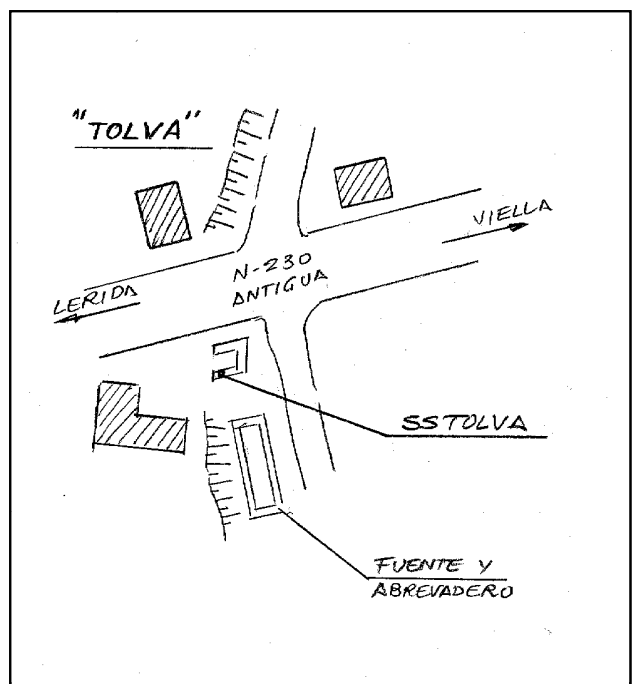 "TOLVA"
VIELLA
N-230
ANTIGUA
LERIDA
SSTOLVA
FUENTE Y
ABREVADERO